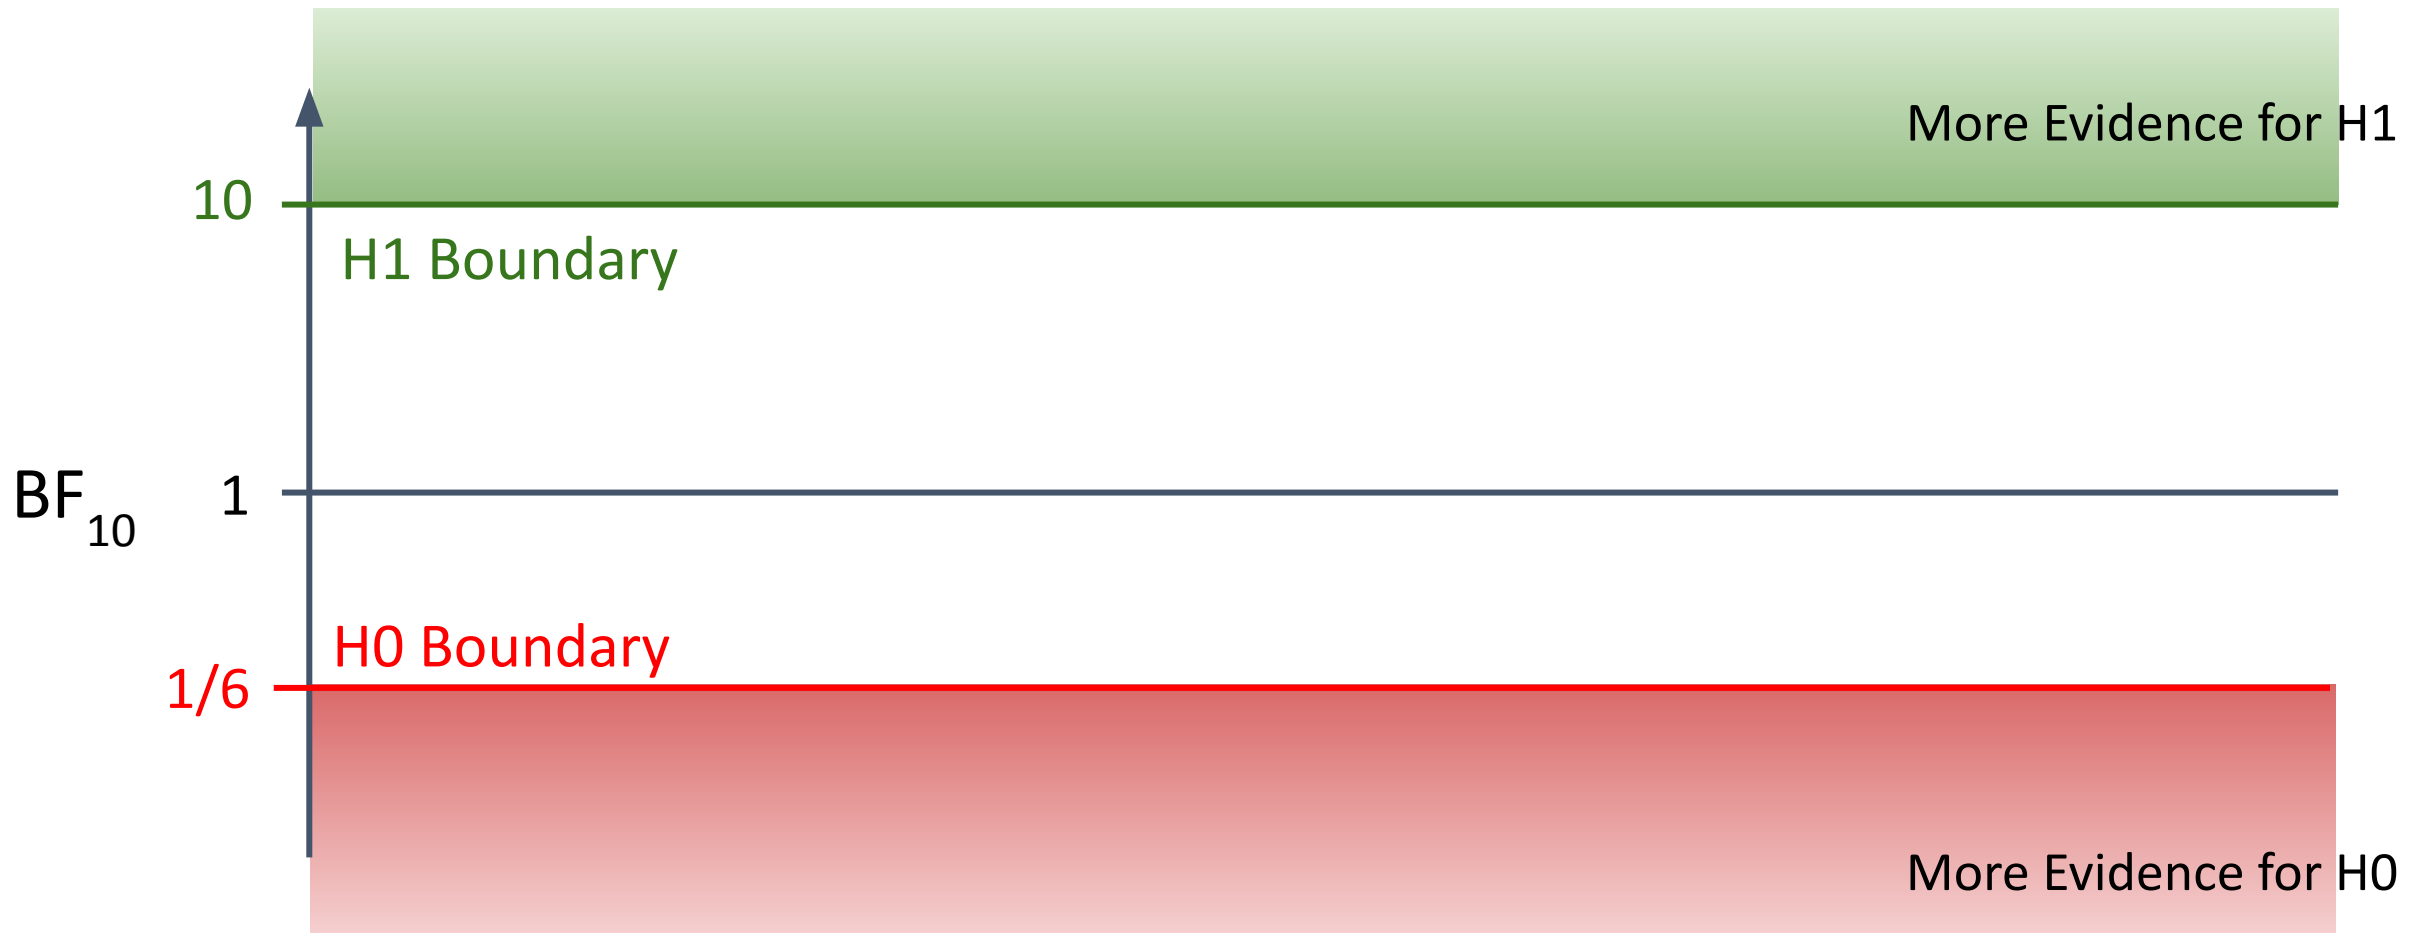 More Evidence for H1
10
H1 Boundary
BF10
1
H0 Boundary
1/6
More Evidence for H0